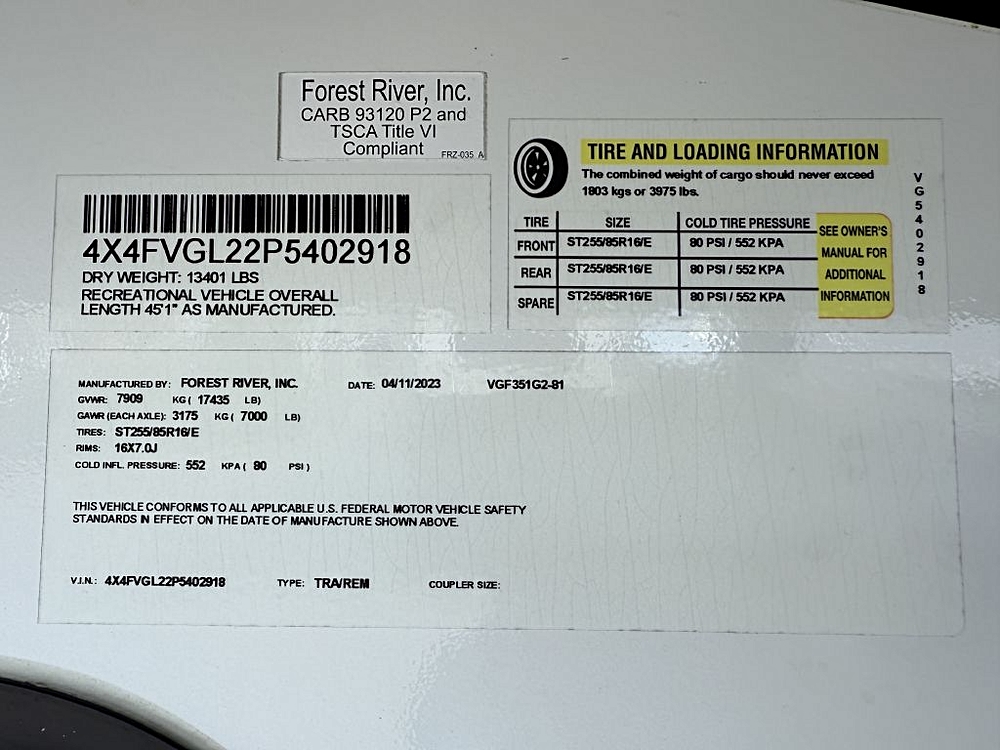 Forest River, Inc.
CARB 93120 P2 and
TSCA Title VI
Compliant
FRZ-035 A
4X4FVGL22P5402918
DRY WEIGHT: 13401 LBS
RECREATIONAL VEHICLE OVERALL
LENGTH 45'1" AS MANUFACTURED.
TIRE AND LOADING INFORMATION
The combined weight of cargo should never exceed
1803 kgs or 3975 lbs.
TIRE SIZE COLD TIRE PRESSURE
FRONT ST255/85R16/E 80 PSI / 552 KPA
REAR ST255/85R16/E 80 PSI / 552 KPA
SPARE ST255/85R16/E 80 PSI / 552 KPA
SEE OWNER'S
MANUAL FOR
ADDITIONAL
INFORMATION
VG5402918
MANUFACTURED BY: FOREST RIVER, INC. DATE: 04/11/2023 VGF351G2-81
GVWR: 7909 KG ( 17435 LB)
GAWR (EACH AXLE): 3175 KG ( 7000 LB)
TIRES: ST255/85R16/E
RIMS: 16X7.0J
COLD INFL. PRESSURE: 552 KPA ( 80 PSI )
THIS VEHICLE CONFORMS TO ALL APPLICABLE U.S. FEDERAL MOTOR VEHICLE SAFETY
STANDARDS IN EFFECT ON THE DATE OF MANUFACTURE SHOWN ABOVE.
V.I.N.: 4X4FVGL22P5402918 TYPE: TRA/REM COUPLER SIZE: